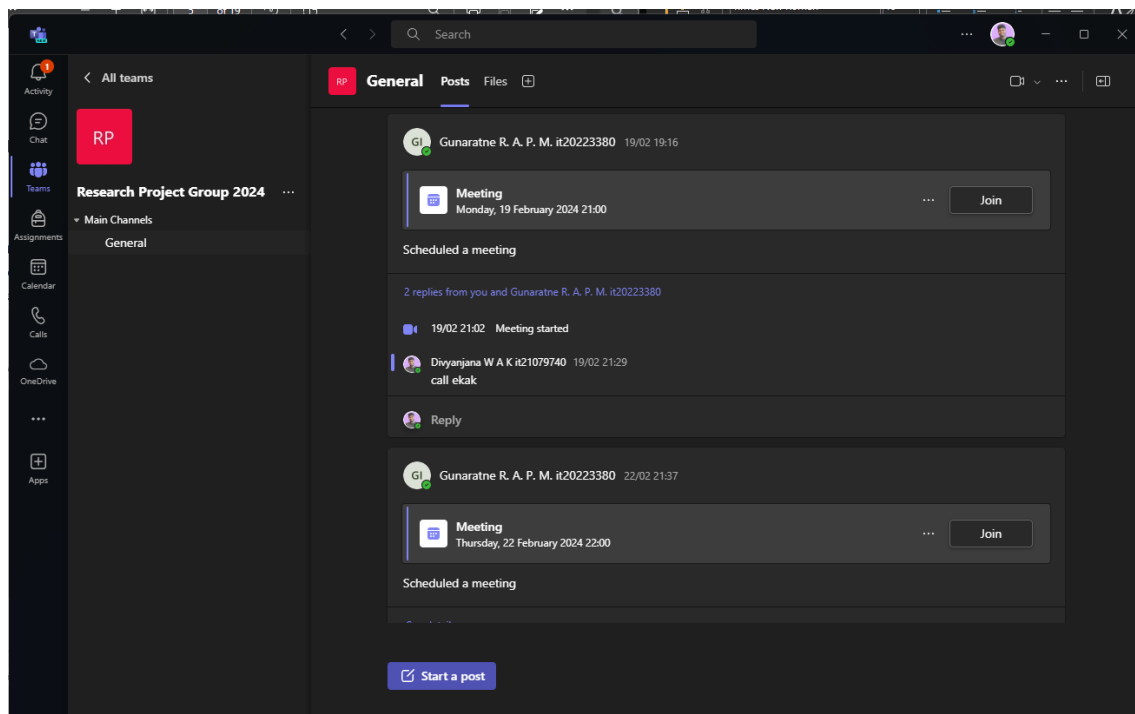 Search
1
Activity
Chat
Teams
Assignments
Calendar
Calls
OneDrive
Apps
All teams
RP
Research Project Group 2024
Main Channels
General
RP General Posts Files
GI Gunaratne R. A. P. M. it20223380 19/02 19:16
Meeting
Monday, 19 February 2024 21:00
Join
Scheduled a meeting
2 replies from you and Gunaratne R. A. P. M. it20223380
19/02 21:02 Meeting started
Divyanjana W A K it21079740 19/02 21:29
call ekak
Reply
GI Gunaratne R. A. P. M. it20223380 22/02 21:37
Meeting
Thursday, 22 February 2024 22:00
Join
Scheduled a meeting
Start a post